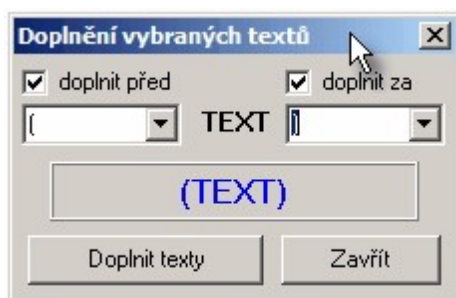 Doplnění vybraných textů
doplnit před doplnit za
( TEXT )
(TEXT)
Doplnit texty Zavřít